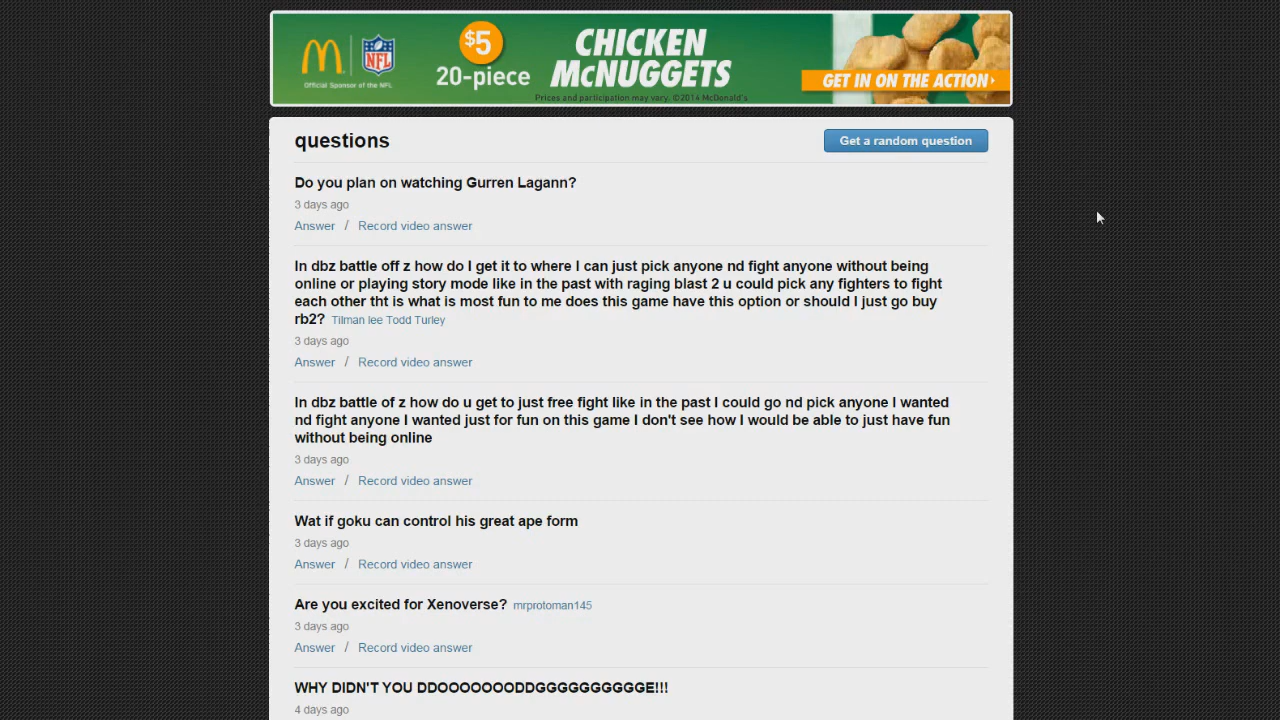 $5
20-piece
CHICKEN
McNUGGETS
NFL
Official Sponsor of the NFL
GET IN ON THE ACTION
Prices and participation may vary. ©2014 McDonald's
questions
Get a random question
Do you plan on watching Gurren Lagann?
3 days ago
Answer / Record video answer
In dbz battle off z how do I get it to where I can just pick anyone nd fight anyone without being
online or playing story mode like in the past with raging blast 2 u could pick any fighters to fight
each other tht is what is most fun to me does this game have this option or should I just go buy
rb2? Tilman lee Todd Turley
3 days ago
Answer / Record video answer
In dbz battle of z how do u get to just free fight like in the past I could go nd pick anyone I wanted
nd fight anyone I wanted just for fun on this game I don't see how I would be able to just have fun
without being online
3 days ago
Answer / Record video answer
Wat if goku can control his great ape form
3 days ago
Answer / Record video answer
Are you excited for Xenoverse? mrprotoman145
3 days ago
Answer / Record video answer
WHY DIDN'T YOU DDOOOOOOODDGGGGGGGGGGE!!!
4 days ago